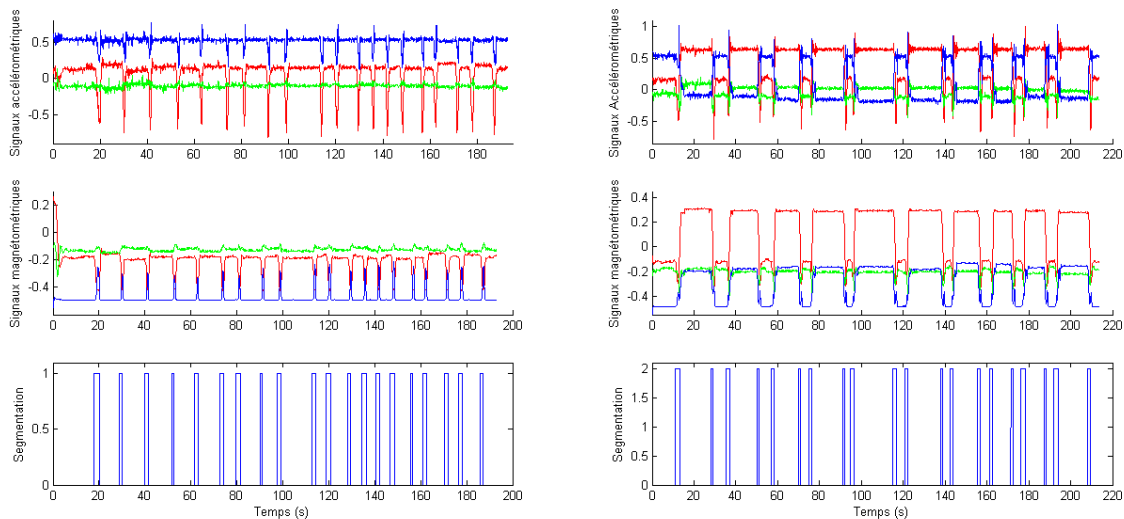 Signaux accélérométriques
0.5
0
-0.5
0 20 40 60 80 100 120 140 160 180
Signaux Accélérométriques
1
0.5
0
-0.5
0 20 40 60 80 100 120 140 160 180 200 220
Signaux magnétométriques
0.2
0
-0.2
-0.4
0 20 40 60 80 100 120 140 160 180 200
Signaux magnétométriques
0.4
0.2
0
-0.2
-0.4
0 20 40 60 80 100 120 140 160 180 200 220
Segmentation
1
0.5
0
0 20 40 60 80 100 120 140 160 180 200
Temps (s)
Segmentation
2
1.5
1
0.5
0
0 20 40 60 80 100 120 140 160 180 200 220
Temps (s)